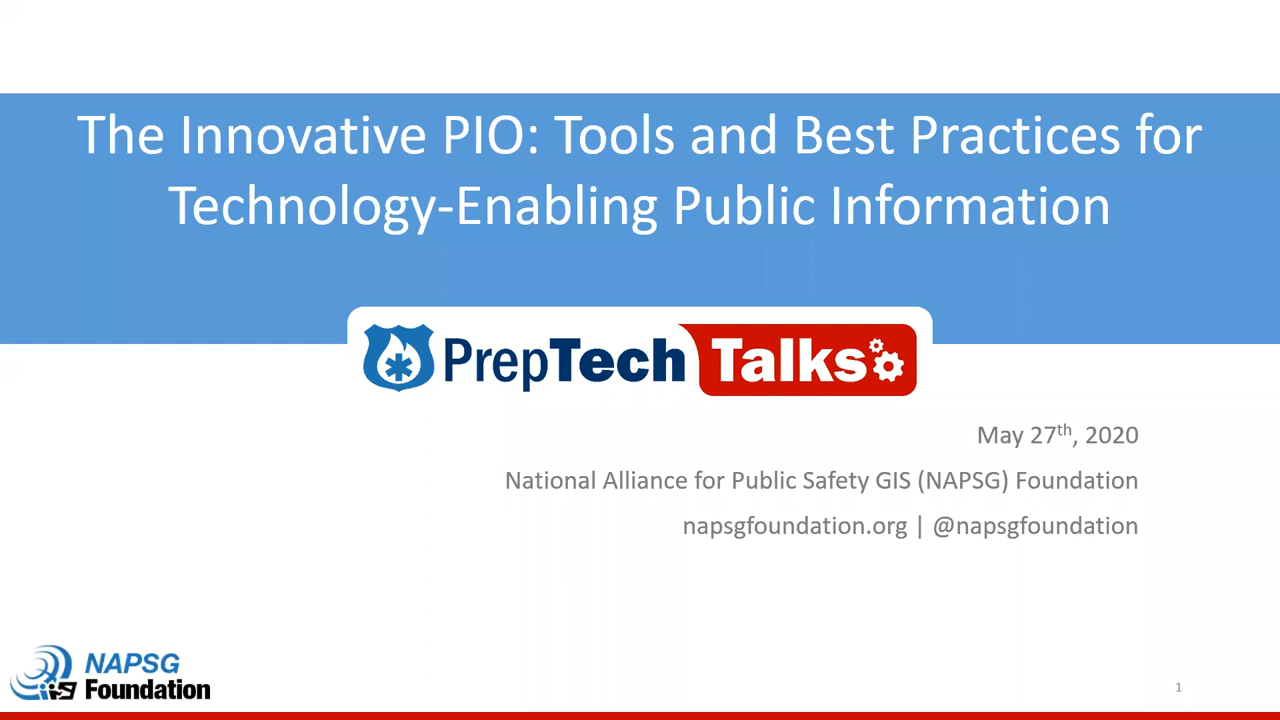 The Innovative PIO: Tools and Best Practices for
Technology-Enabling Public Information
PrepTech Talks
May 27th, 2020
National Alliance for Public Safety GIS (NAPSG) Foundation
napsgfoundation.org | @napsgfoundation
NAPSG
Foundation
1